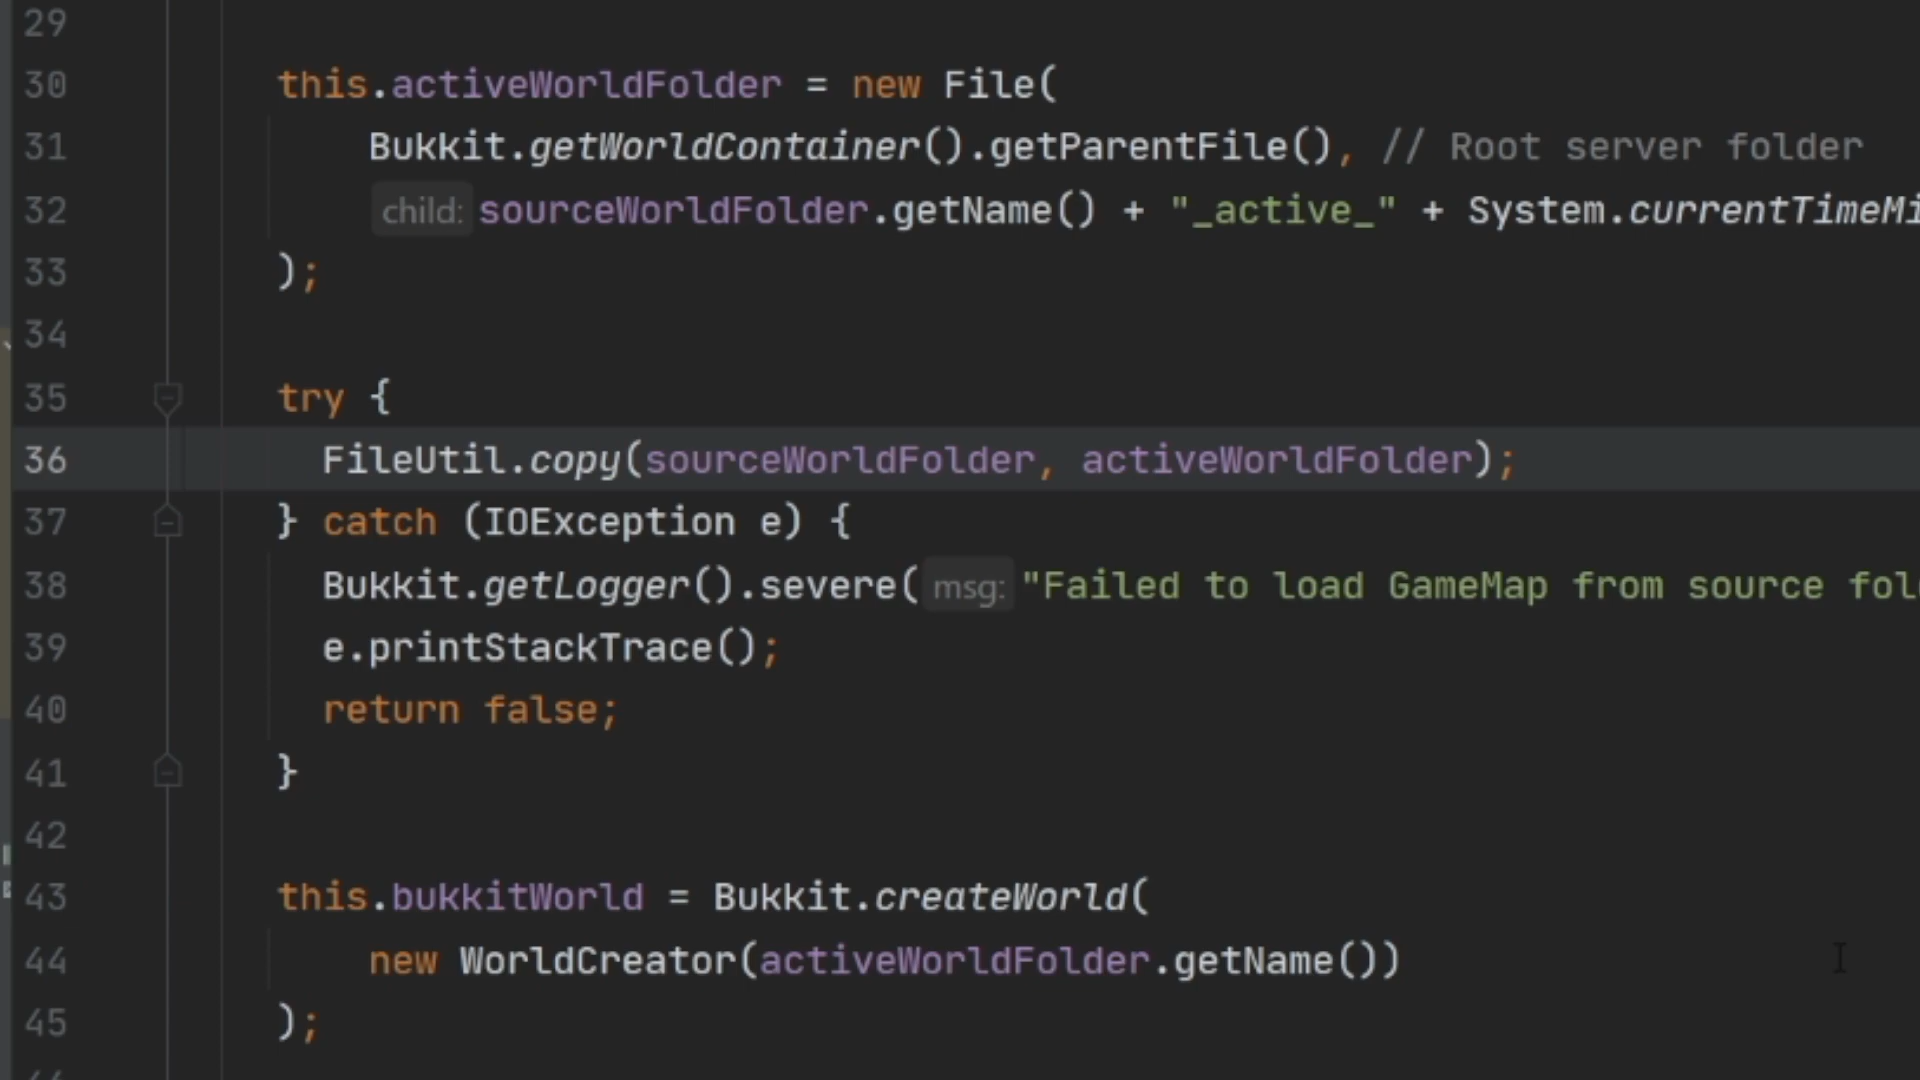 29
30 this.activeWorldFolder = new File(
31 Bukkit.getWorldContainer().getParentFile(), // Root server folder
32 child: sourceWorldFolder.getName() + "_active_" + System.currentTimeMi
33 );
34
35 try {
36 FileUtil.copy(sourceWorldFolder, activeWorldFolder);
37 } catch (IOException e) {
38 Bukkit.getLogger().severe( msg: "Failed to load GameMap from source fol
39 e.printStackTrace();
40 return false;
41 }
42
43 this.bukkitWorld = Bukkit.createWorld(
44 new WorldCreator(activeWorldFolder.getName())
45 );